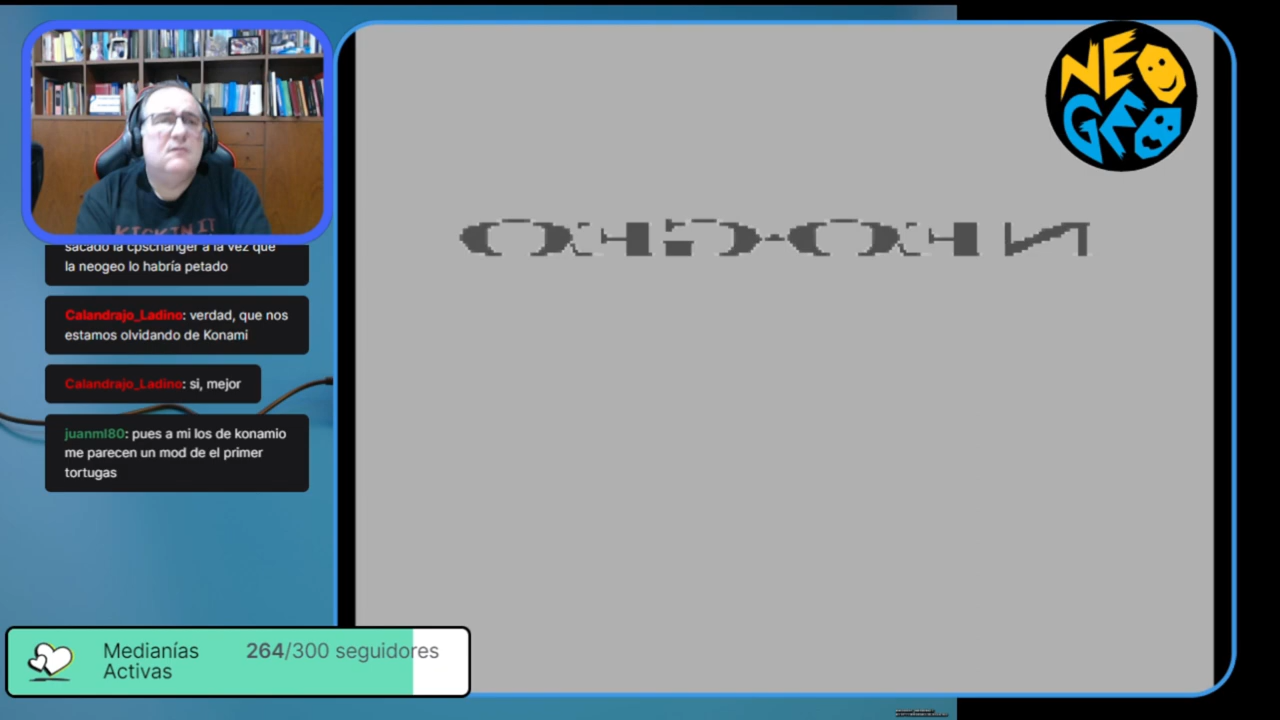 NEO
GEO
KICKIN IT
sacado la cpschanger a la vez que
la neogeo lo habría petado
Calandrajo_Ladino: verdad, que nos
estamos olvidando de Konami
Calandrajo_Ladino: si, mejor
juanml80: pues a mi los de konamio
me parecen un mod de el primer
tortugas
Medianías 264/300 seguidores
Activas